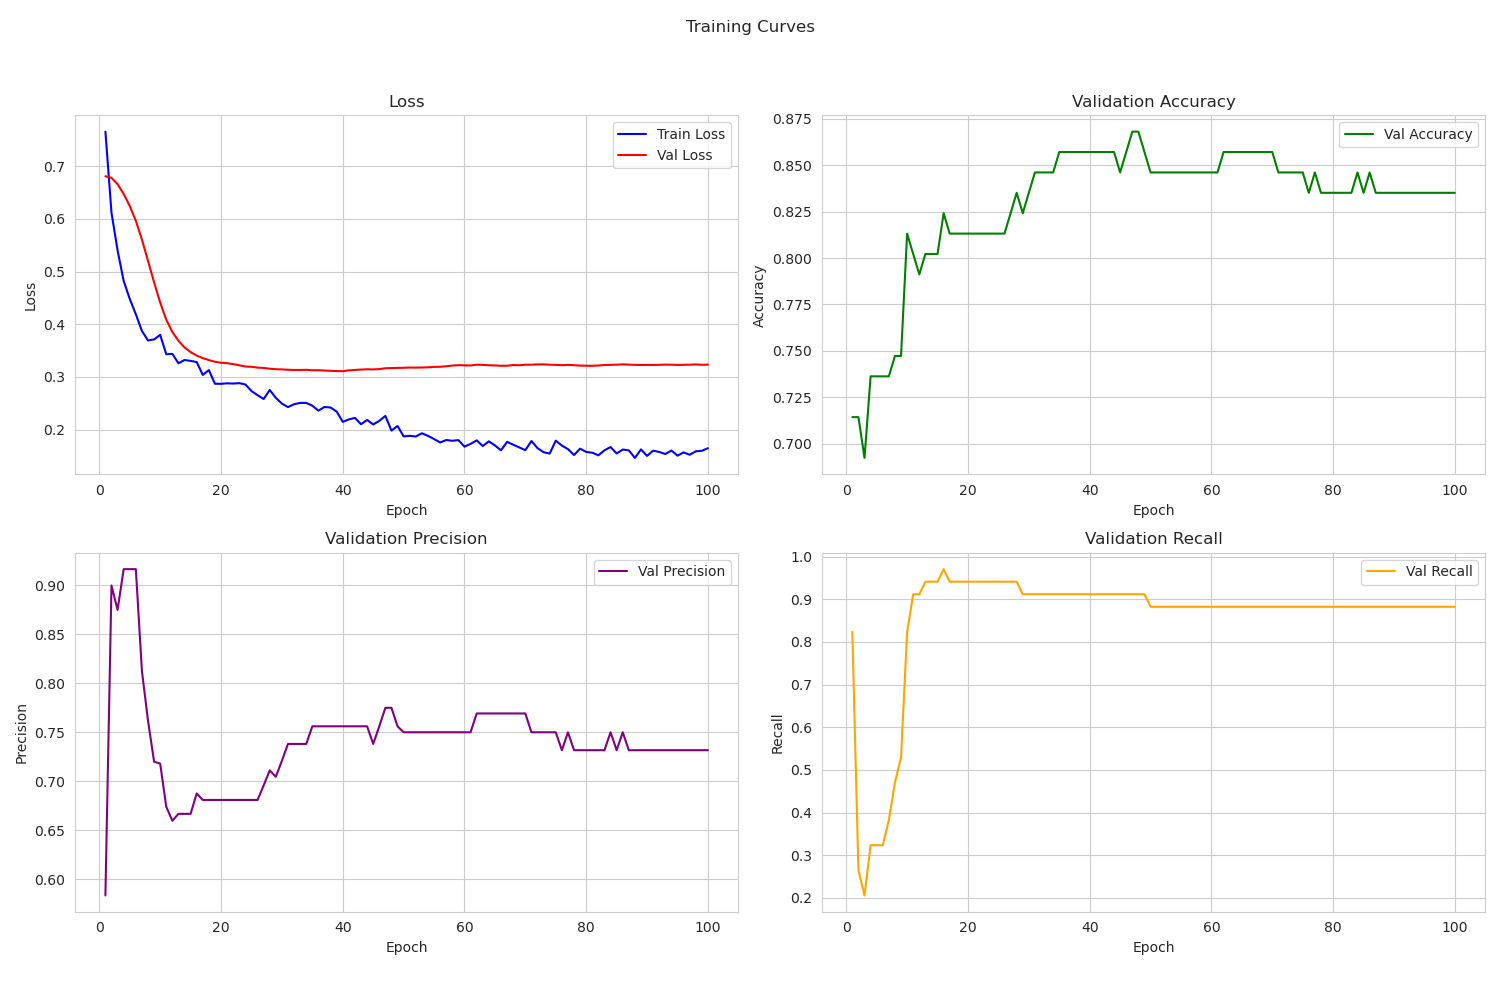 Training Curves
Loss
Train Loss
Val Loss
0.7
0.6
0.5
0.4
0.3
0.2
Loss
0 20 40 60 80 100
Epoch
Validation Accuracy
Val Accuracy
0.875
0.850
0.825
0.800
0.775
0.750
0.725
0.700
Accuracy
0 20 40 60 80 100
Epoch
Validation Precision
Val Precision
0.90
0.85
0.80
0.75
0.70
0.65
0.60
Precision
0 20 40 60 80 100
Epoch
Validation Recall
Val Recall
1.0
0.9
0.8
0.7
0.6
0.5
0.4
0.3
0.2
Recall
0 20 40 60 80 100
Epoch